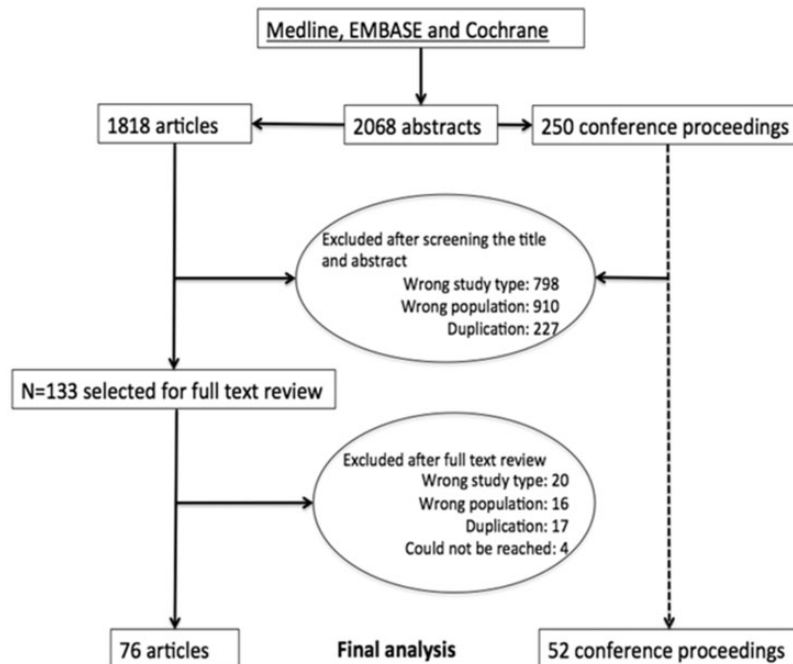 Medline, EMBASE and Cochrane
1818 articles
2068 abstracts
250 conference proceedings
Excluded after screening the title
and abstract
Wrong study type: 798
Wrong population: 910
Duplication: 227
N=133 selected for full text review
Excluded after full text review
Wrong study type: 20
Wrong population: 16
Duplication: 17
Could not be reached: 4
76 articles
Final analysis
52 conference proceedings